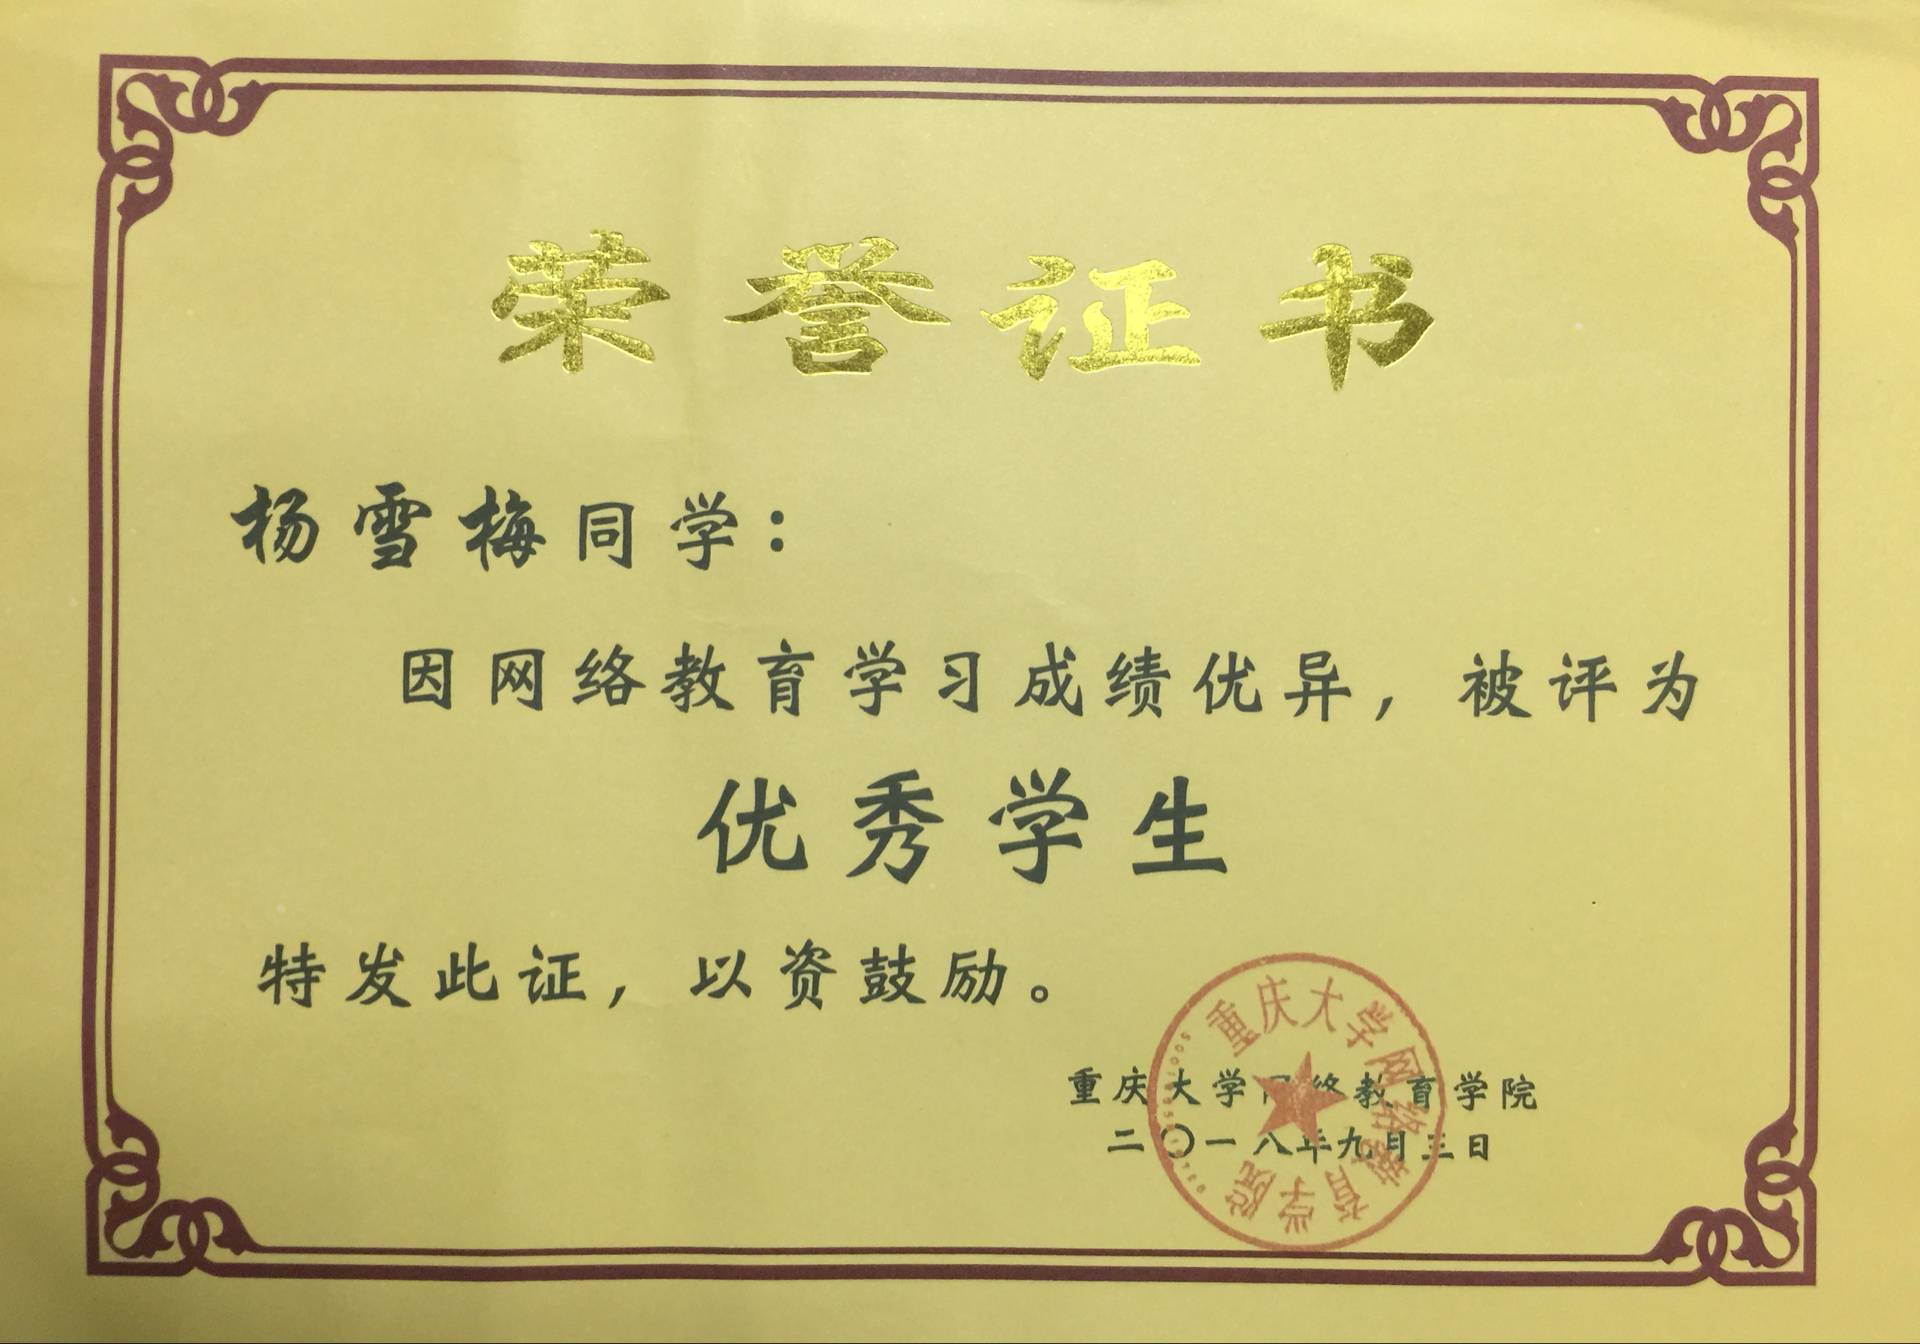 荣誉证书
杨雪梅同学：
因网络教育学习成绩优异，被评为
优秀学生
特发此证，以资鼓励。
重庆大学网络教育学院
二〇一八年九月三日
重庆大学网络教育学院